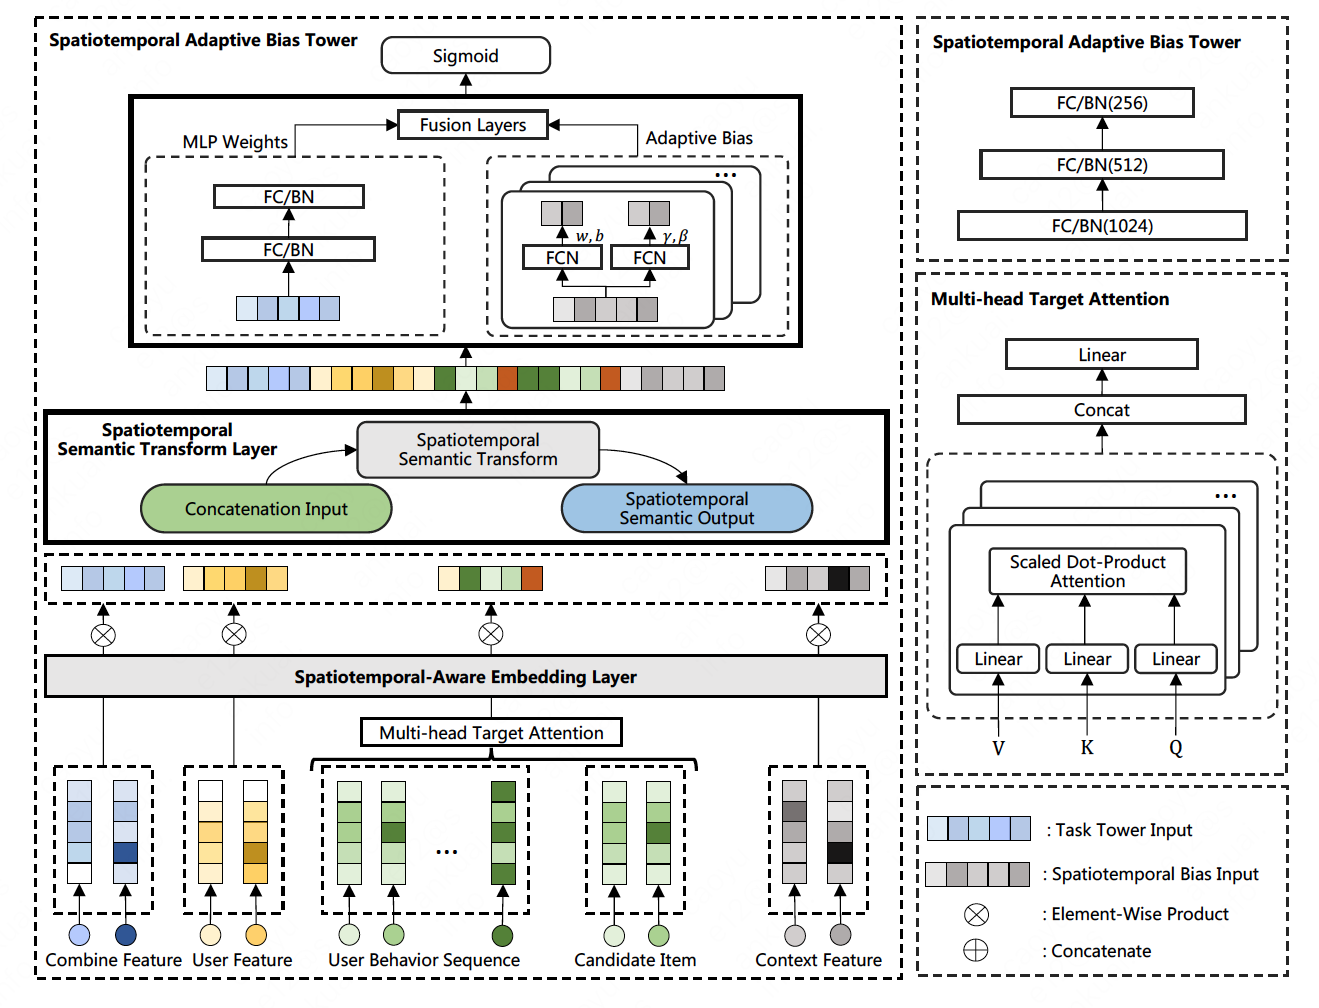 Spatiotemporal Adaptive Bias Tower
Sigmoid
Fusion Layers
MLP Weights
Adaptive Bias
FC/BN
FC/BN
...
w, b
γ, β
FCN
FCN
Spatiotemporal
Semantic Transform Layer
Spatiotemporal
Semantic Transform
Concatenation Input
Spatiotemporal
Semantic Output
Spatiotemporal-Aware Embedding Layer
Multi-head Target Attention
...
Combine Feature
User Feature
User Behavior Sequence
Candidate Item
Context Feature
Spatiotemporal Adaptive Bias Tower
FC/BN(256)
FC/BN(512)
FC/BN(1024)
Multi-head Target Attention
Linear
Concat
...
Scaled Dot-Product
Attention
Linear
Linear
Linear
V
K
Q
: Task Tower Input
: Spatiotemporal Bias Input
: Element-Wise Product
: Concatenate